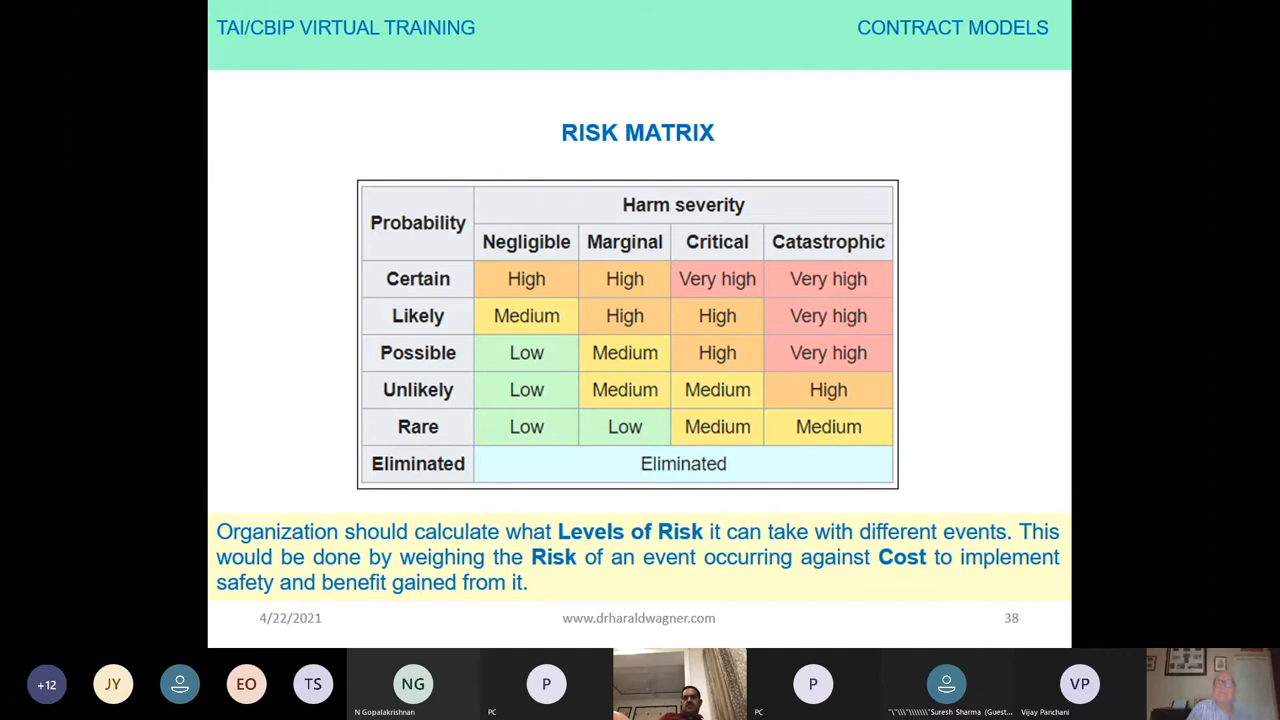 TAI/CBIP VIRTUAL TRAINING CONTRACT MODELS
RISK MATRIX
Probability Harm severity
Negligible Marginal Critical Catastrophic
Certain High High Very high Very high
Likely Medium High High Very high
Possible Low Medium High Very high
Unlikely Low Medium Medium High
Rare Low Low Medium Medium
Eliminated Eliminated
Organization should calculate what Levels of Risk it can take with different events. This
would be done by weighing the Risk of an event occurring against Cost to implement
safety and benefit gained from it.
4/22/2021 www.drharaldwagner.com 38
+12 JY EO TS NG P P VP
N Gopalakrishnan PC PC "\"\\\"\\\\\\\"Suresh Sharma (Guest... Vijay Panchani